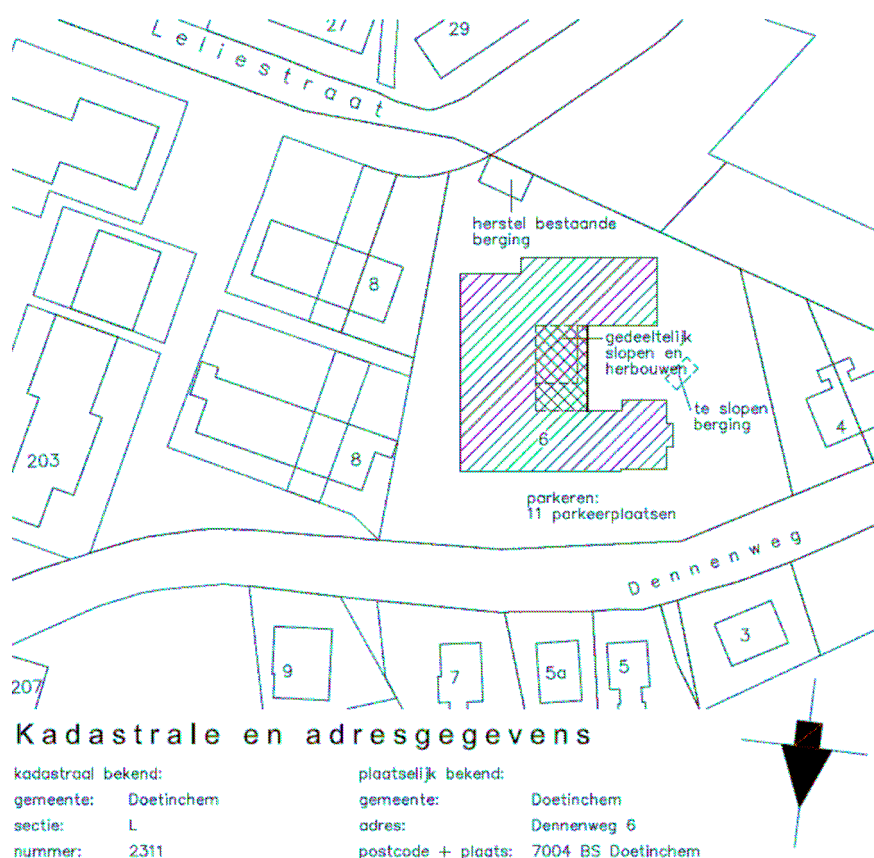 27
29
Leliestraat
herstel bestaande
berging
8
gedeeltelijk
slopen en
herbouwen
te slopen
berging
4
6
203
8
parkeren:
11 parkeerplaatsen
Dennenweg
9
7
5a
5
3
207
Kadastrale en adresgegevens
kadastraal bekend:
gemeente: Doetinchem
sectie: L
nummer: 2311
plaatselijk bekend:
gemeente: Doetinchem
adres: Dennenweg 6
postcode + plaats: 7004 BS Doetinchem